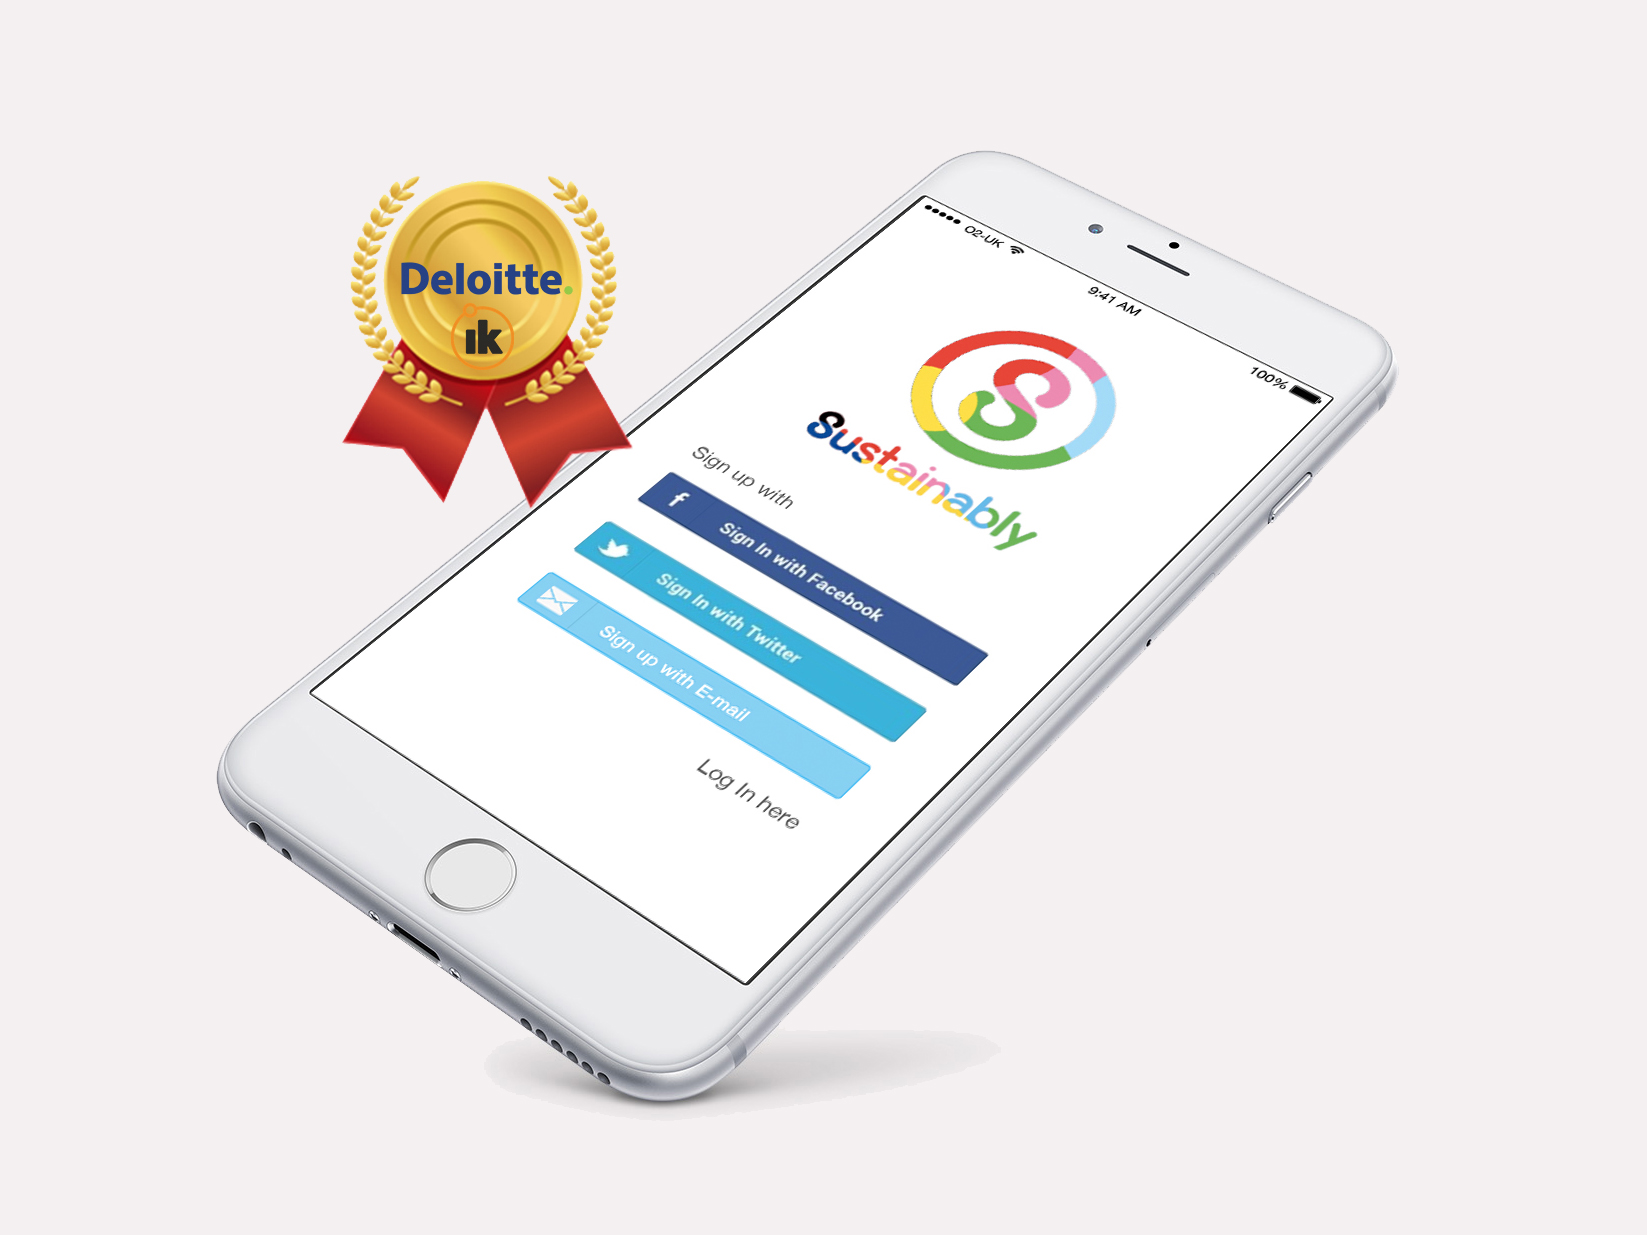 Deloitte.
ik
O2-UK
9:41 AM
100%
S
Sustainably
Sign up with
f
Sign In with Facebook
Sign In with Twitter
Sign up with E-mail
Log In here